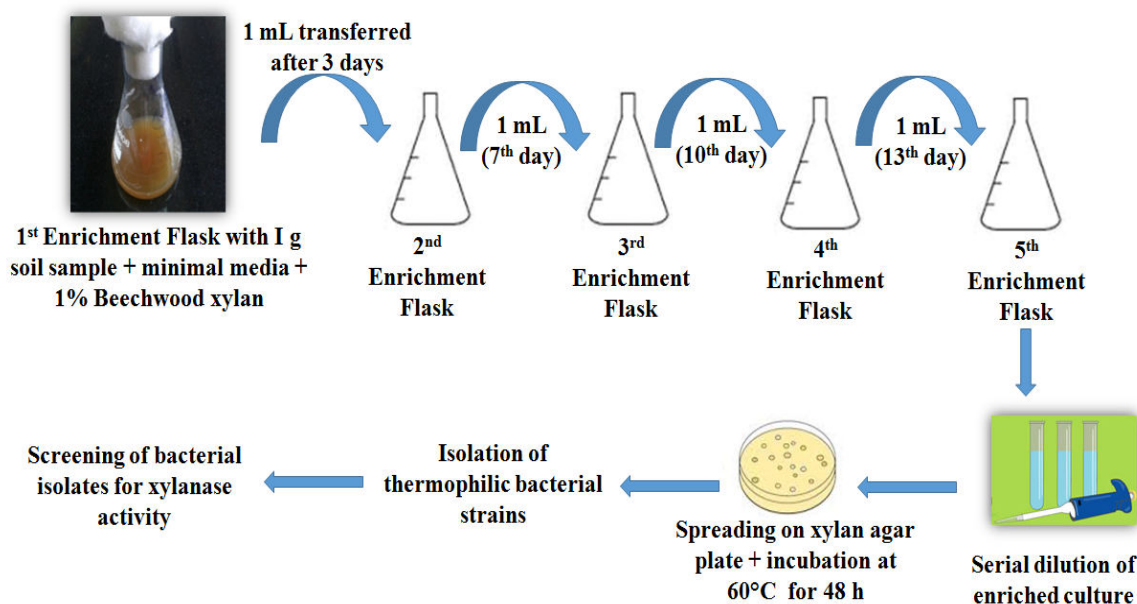 1 mL transferred
after 3 days
1 mL
(7th day)
1 mL
(10th day)
1 mL
(13th day)
1st Enrichment Flask with I g
soil sample + minimal media +
1% Beechwood xylan
2nd
Enrichment
Flask
3rd
Enrichment
Flask
4th
Enrichment
Flask
5th
Enrichment
Flask
Serial dilution of
enriched culture
Spreading on xylan agar
plate + incubation at
60°C for 48 h
Isolation of
thermophilic bacterial
strains
Screening of bacterial
isolates for xylanase
activity